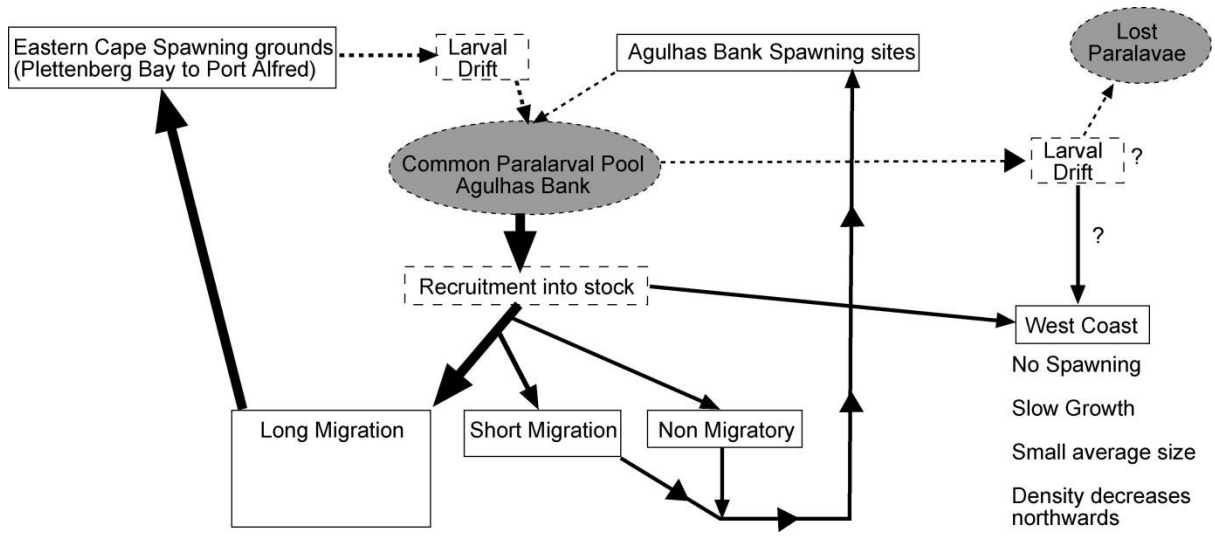 Eastern Cape Spawning grounds
(Plettenberg Bay to Port Alfred)
Larval
Drift
Agulhas Bank Spawning sites
Lost
Paralavae
Common Paralarval Pool
Agulhas Bank
Larval
Drift
?
?
Recruitment into stock
West Coast
No Spawning
Slow Growth
Small average size
Density decreases
northwards
Long Migration
Short Migration
Non Migratory